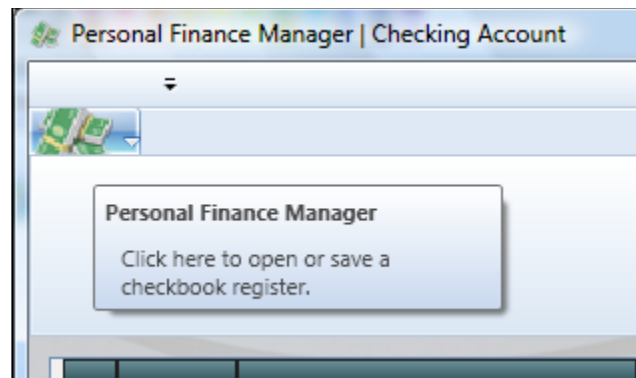 Personal Finance Manager | Checking Account
Personal Finance Manager
Click here to open or save a
checkbook register.